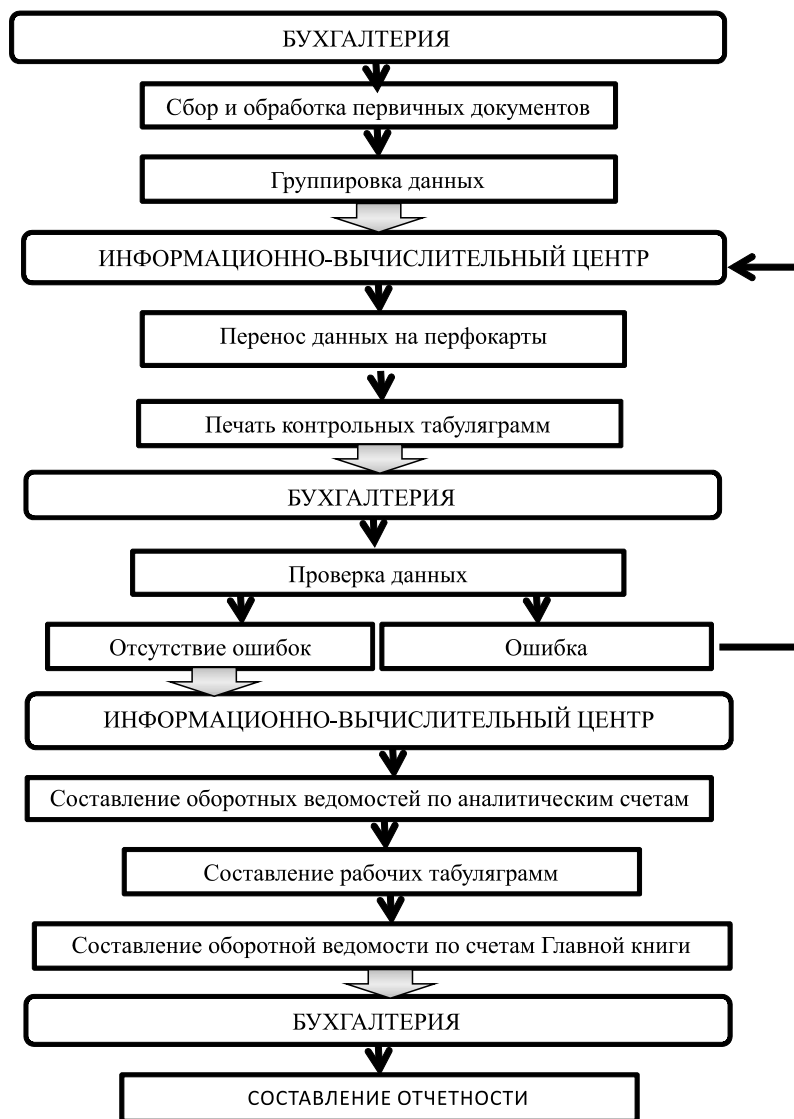 БУХГАЛТЕРИЯ
Сбор и обработка первичных документов
Группировка данных
ИНФОРМАЦИОННО-ВЫЧИСЛИТЕЛЬНЫЙ ЦЕНТР
Перенос данных на перфокарты
Печать контрольных табуляграмм
БУХГАЛТЕРИЯ
Проверка данных
Отсутствие ошибок
Ошибка
ИНФОРМАЦИОННО-ВЫЧИСЛИТЕЛЬНЫЙ ЦЕНТР
Составление оборотных ведомостей по аналитическим счетам
Составление рабочих табуляграмм
Составление оборотной ведомости по счетам Главной книги
БУХГАЛТЕРИЯ
СОСТАВЛЕНИЕ ОТЧЕТНОСТИ